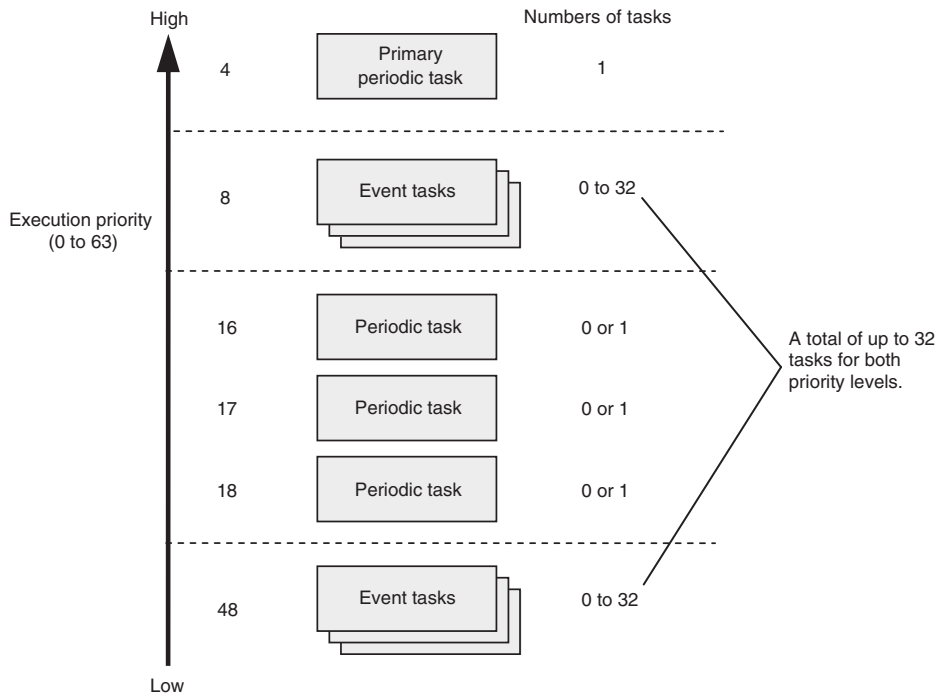 Numbers of tasks
High
4
Primary
periodic task
1
8
Event tasks
0 to 32
Execution priority
(0 to 63)
16
Periodic task
0 or 1
A total of up to 32
tasks for both
priority levels.
17
Periodic task
0 or 1
18
Periodic task
0 or 1
48
Event tasks
0 to 32
Low